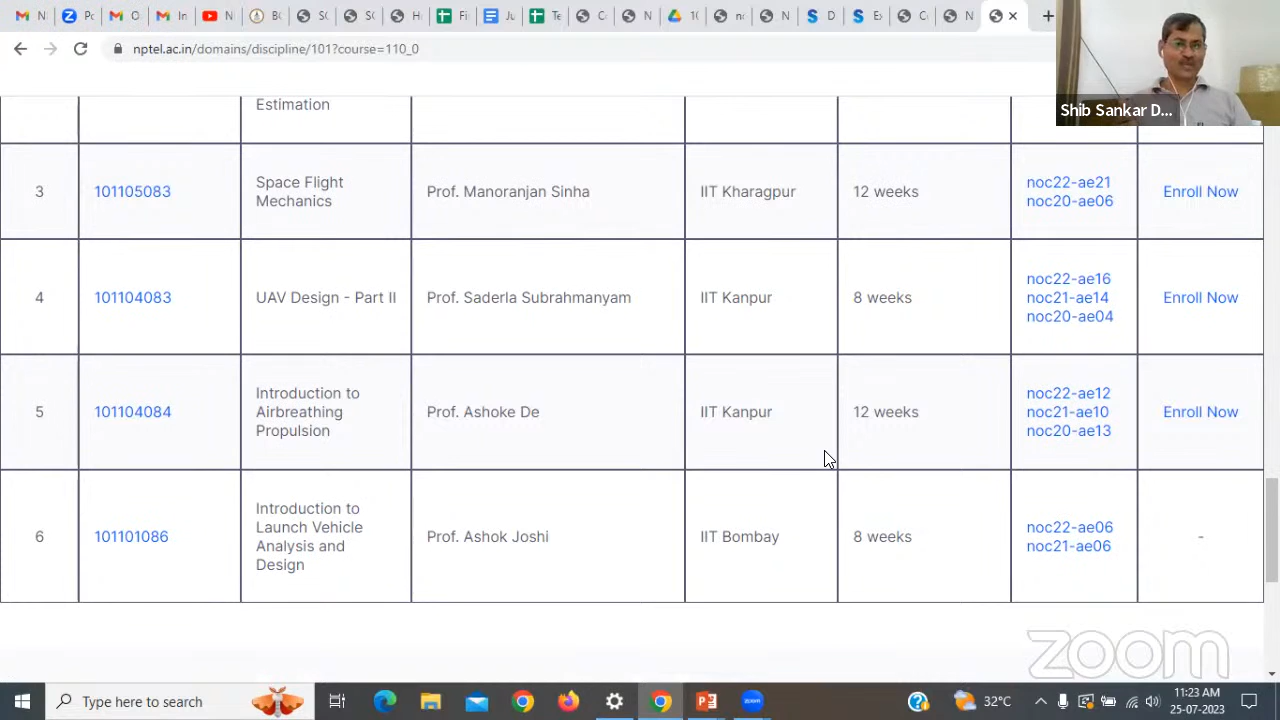 nptel.ac.in/domains/discipline/101?course=110_0
Shib Sankar D...
Estimation
3
101105083
Space Flight
Mechanics
Prof. Manoranjan Sinha
IIT Kharagpur
12 weeks
noc22-ae21
noc20-ae06
Enroll Now
4
101104083
UAV Design - Part II
Prof. Saderla Subrahmanyam
IIT Kanpur
8 weeks
noc22-ae16
noc21-ae14
noc20-ae04
Enroll Now
5
101104084
Introduction to
Airbreathing
Propulsion
Prof. Ashoke De
IIT Kanpur
12 weeks
noc22-ae12
noc21-ae10
noc20-ae13
Enroll Now
6
101101086
Introduction to
Launch Vehicle
Analysis and
Design
Prof. Ashok Joshi
IIT Bombay
8 weeks
noc22-ae06
noc21-ae06
-
zoom
Type here to search
zoom
32°C
11:23 AM
25-07-2023